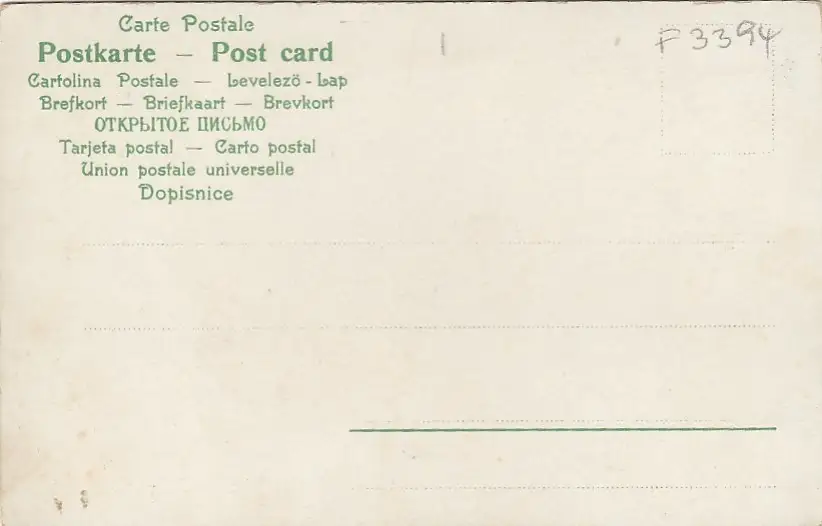 Carte Postale
Postkarte — Post card
Cartolina Postale — Levelezö-Lap
Brefkort — Briefkaart — Brevkort
ОТКРЫТОЕ ПИСЬМО
Tarjeta postal — Carto postal
Union postale universelle
Dopisnice
F 3394